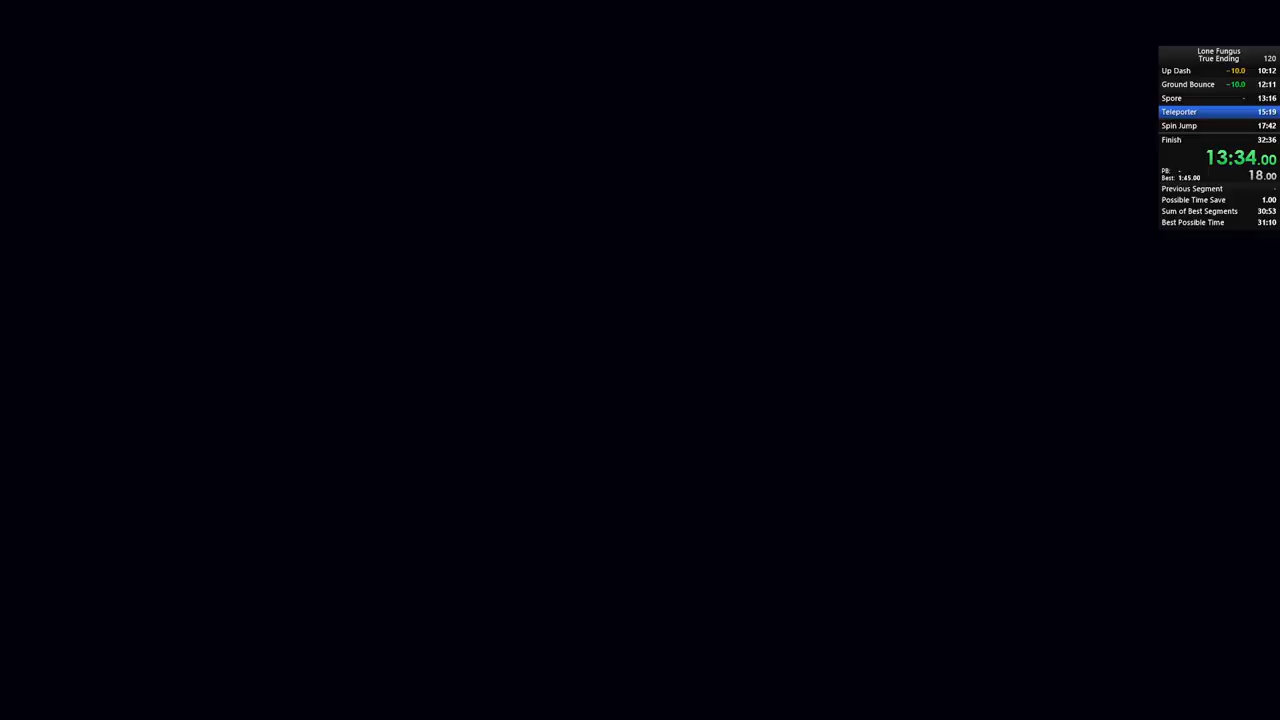 Lone Fungus
True Ending 120
Up Dash -10.0 10:12
Ground Bounce -10.0 12:11
Spore - 13:16
Teleporter 15:19
Spin Jump 17:42
Finish 32:36
13:34.00
PB: - 
Best: 1:45.00 18.00
Previous Segment -
Possible Time Save 1.00
Sum of Best Segments 30:53
Best Possible Time 31:10